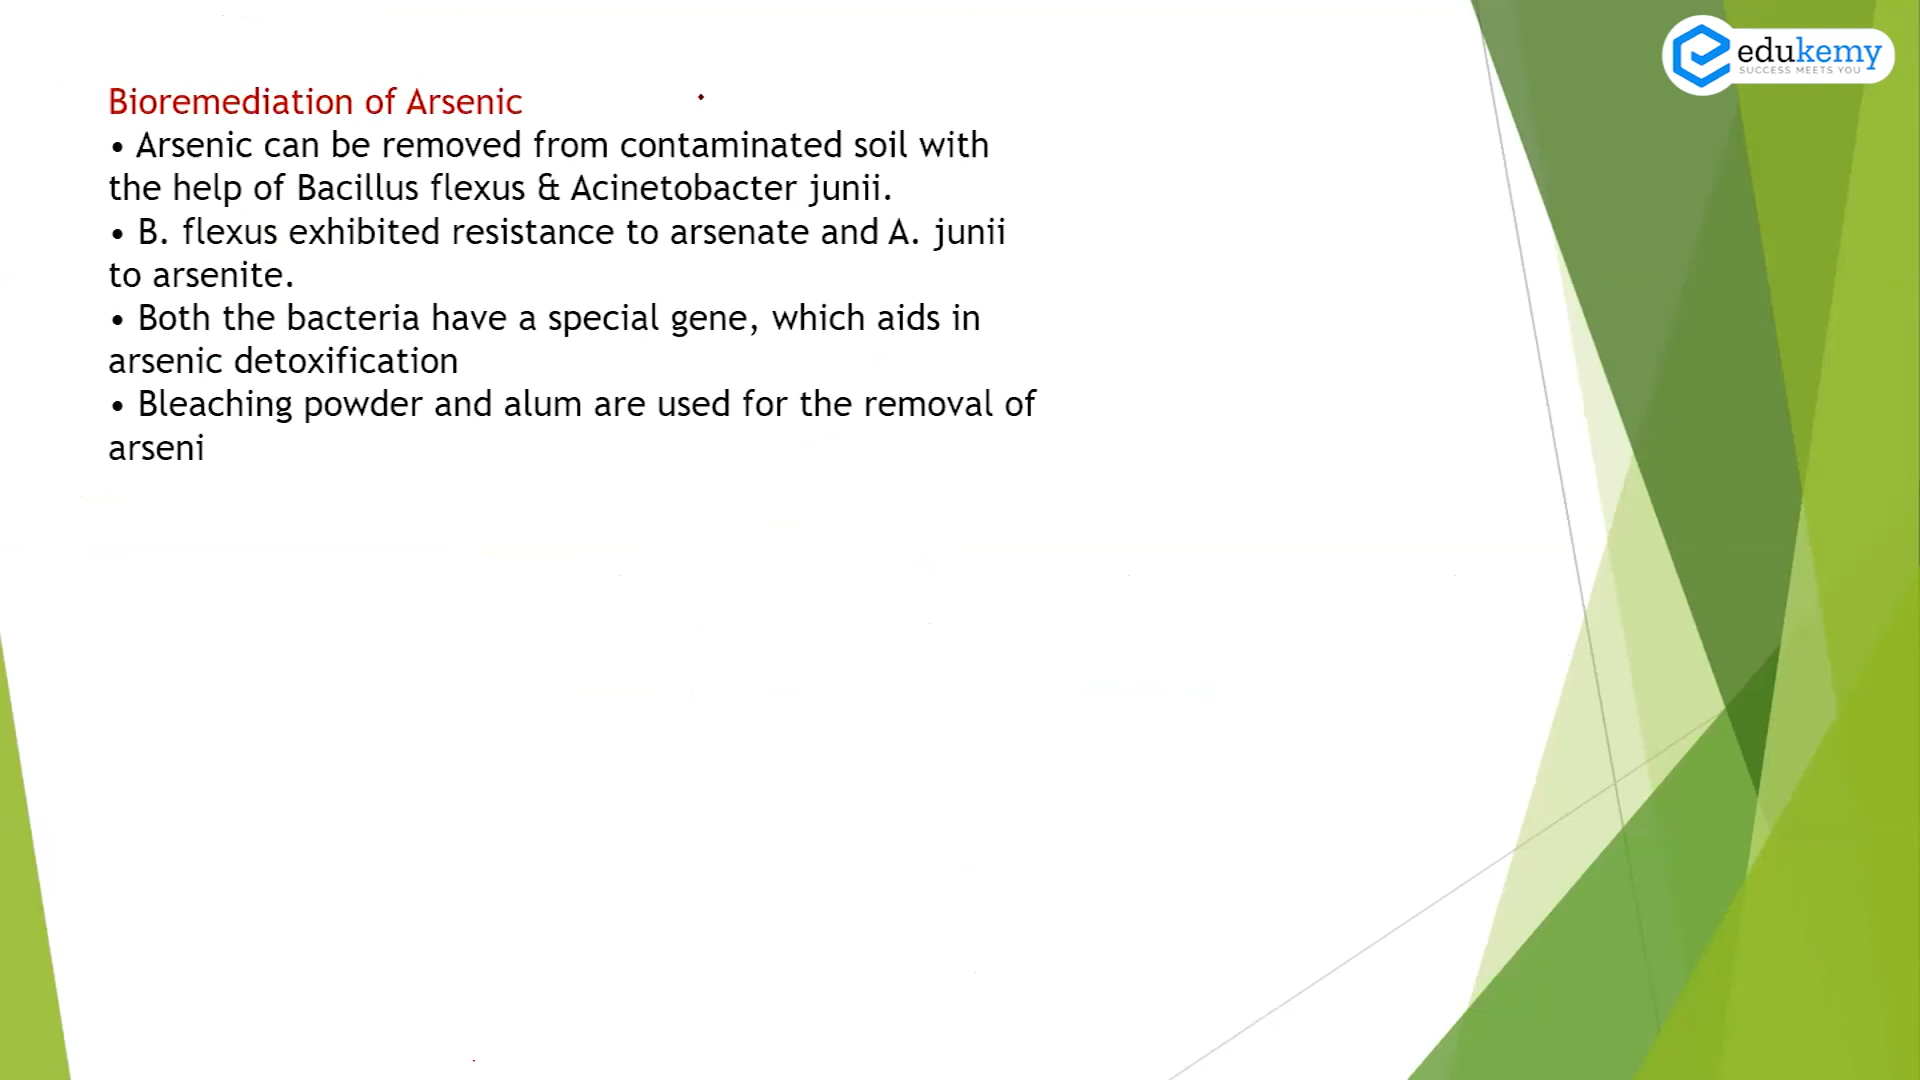 edukemy
SUCCESS MEETS YOU
Bioremediation of Arsenic
• Arsenic can be removed from contaminated soil with
the help of Bacillus flexus & Acinetobacter junii.
• B. flexus exhibited resistance to arsenate and A. junii
to arsenite.
• Both the bacteria have a special gene, which aids in
arsenic detoxification
• Bleaching powder and alum are used for the removal of
arseni